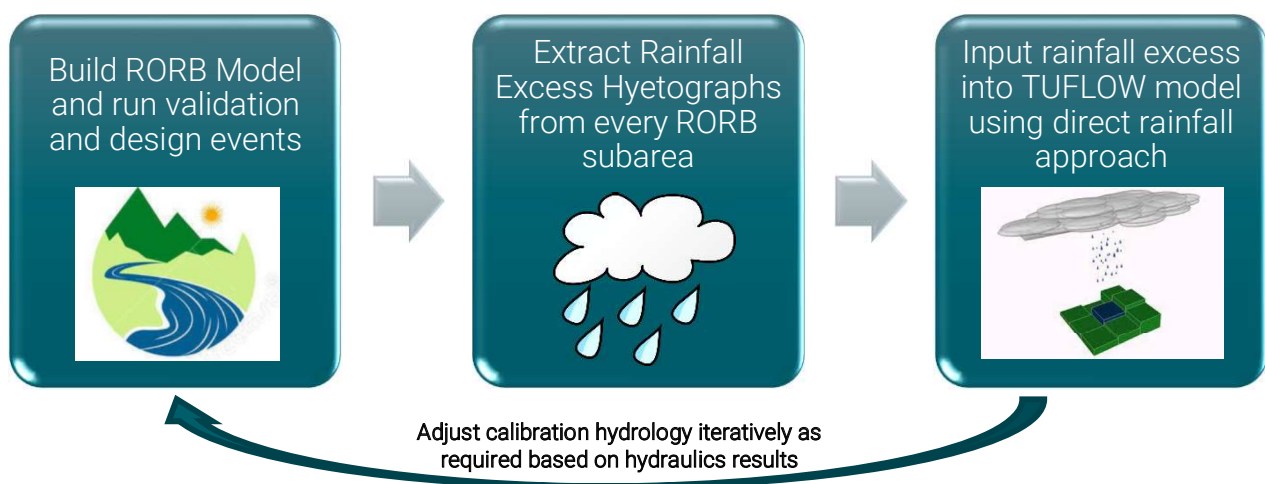 Build RORB Model
and run validation
and design events
Extract Rainfall
Excess Hyetographs
from every RORB
subarea
Input rainfall excess
into TUFLOW model
using direct rainfall
approach
Adjust calibration hydrology iteratively as
required based on hydraulics results